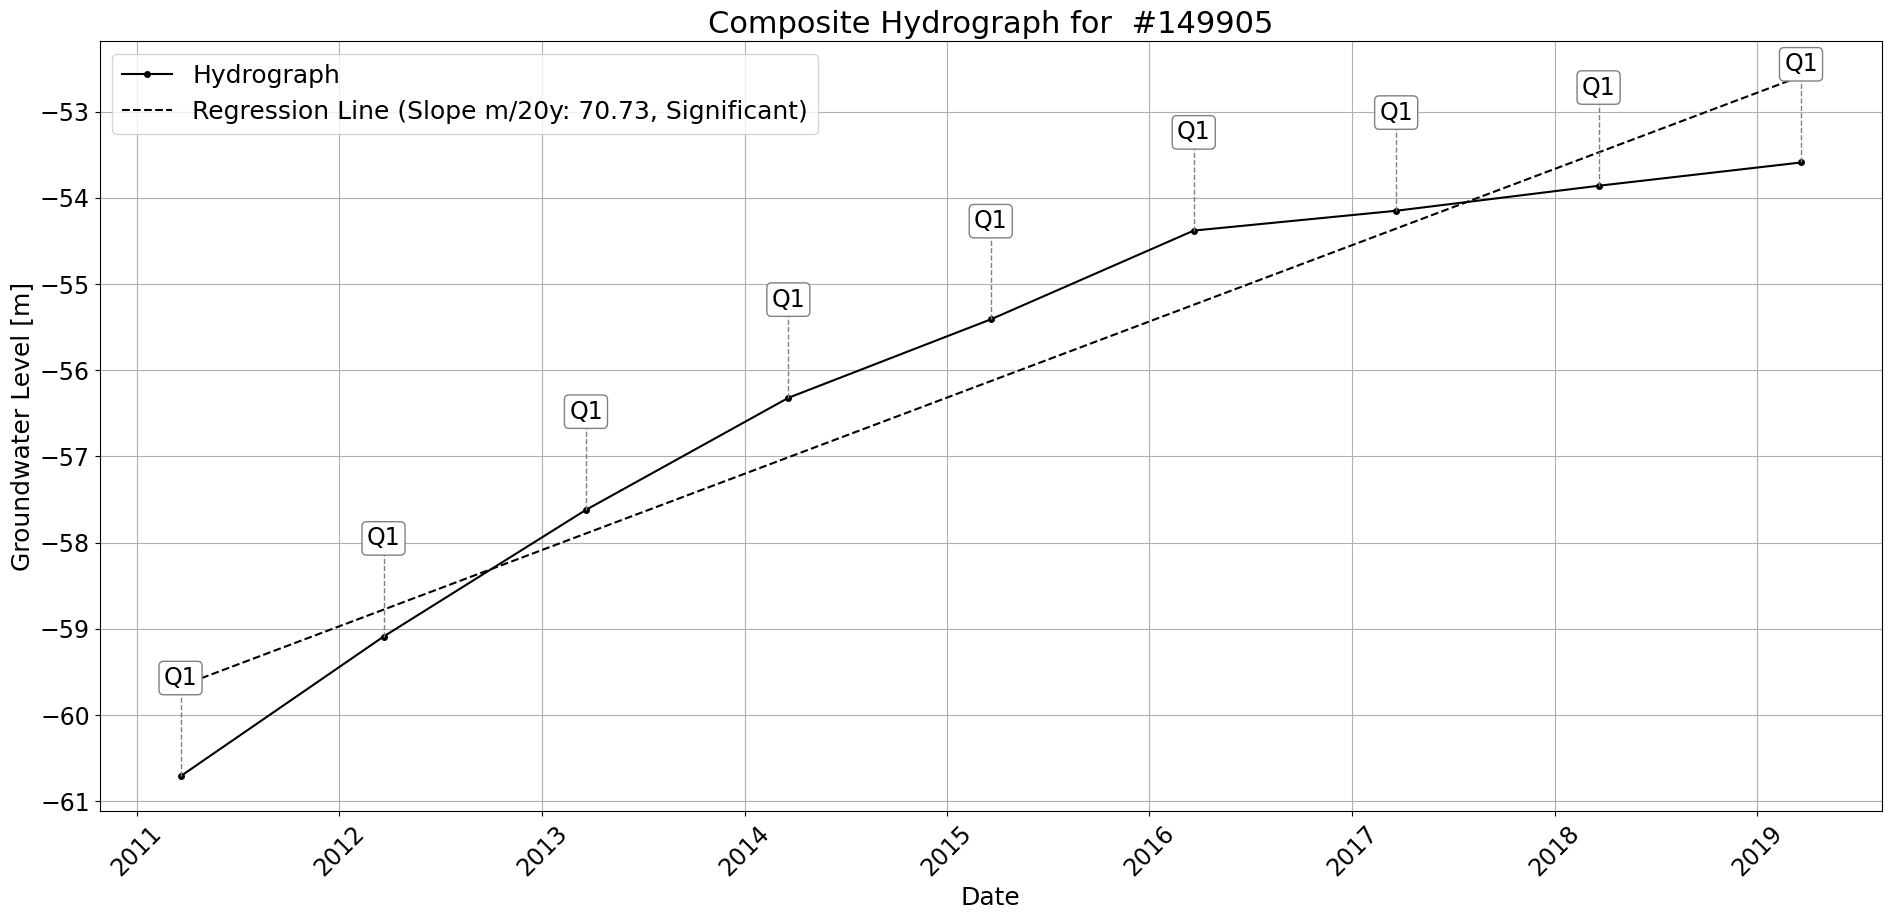 Composite Hydrograph for  #149905
Hydrograph
Regression Line (Slope m/20y: 70.73, Significant)
Q1
Q1
Q1
Q1
Q1
Q1
Q1
Q1
Q1
−53
−54
−55
−56
−57
−58
−59
−60
−61
Groundwater Level [m]
2011
2012
2013
2014
2015
2016
2017
2018
2019
Date